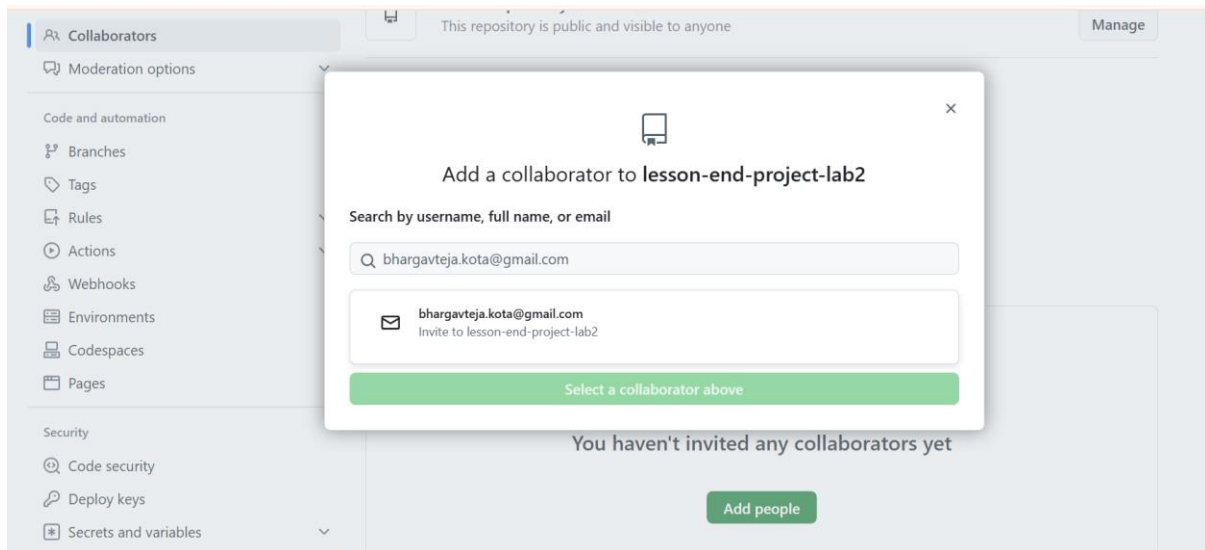 This repository is public and visible to anyone
Manage
Collaborators
Moderation options
Code and automation
Branches
Tags
Rules
Actions
Webhooks
Environments
Codespaces
Pages
Security
Code security
Deploy keys
Secrets and variables
Add a collaborator to lesson-end-project-lab2
Search by username, full name, or email
bhargavteja.kota@gmail.com
bhargavteja.kota@gmail.com
Invite to lesson-end-project-lab2
Select a collaborator above
You haven't invited any collaborators yet
Add people